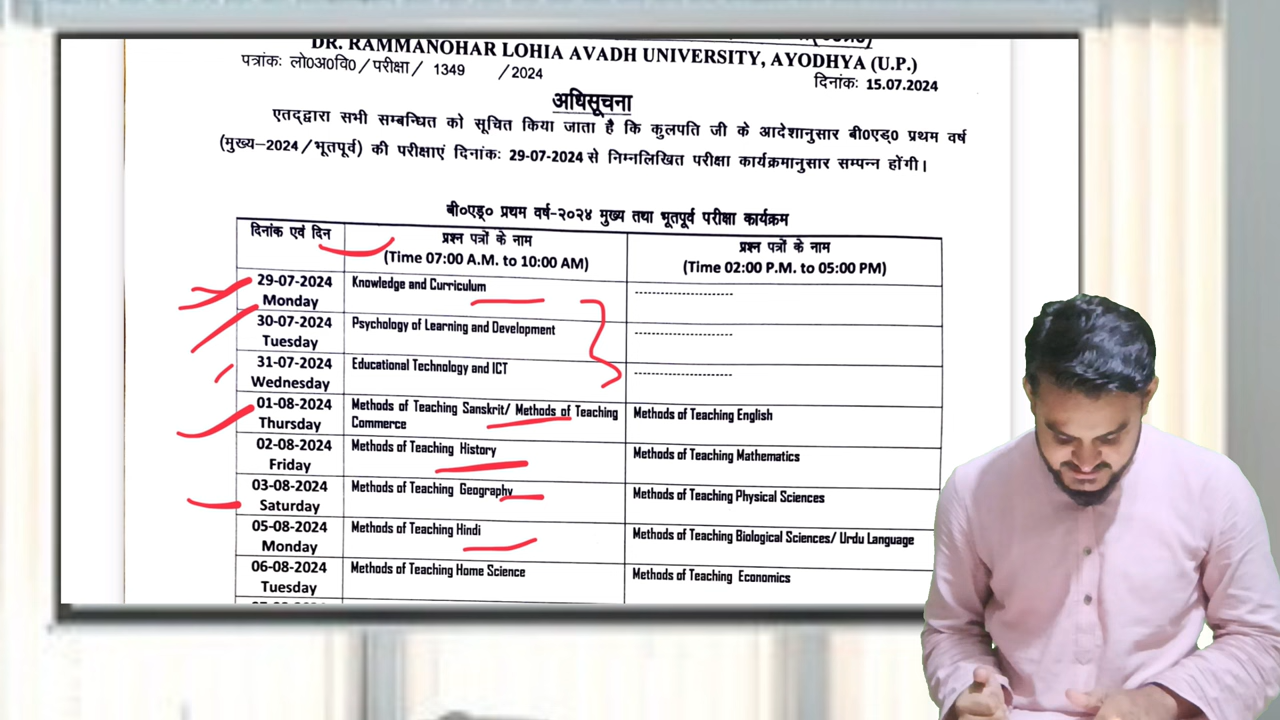 DR. RAMMANOHAR LOHIA AVADH UNIVERSITY, AYODHYA (U.P.)
पत्रांकः लो0अ0वि0/परीक्षा/ 1349 /2024
दिनांकः 15.07.2024
अधिसूचना
एतद्द्वारा सभी सम्बन्धित को सूचित किया जाता है कि कुलपति जी के आदेशानुसार बी0एड्0 प्रथम वर्ष
(मुख्य–2024/भूतपूर्व) की परीक्षाएं दिनांकः 29-07-2024 से निम्नलिखित परीक्षा कार्यक्रमानुसार सम्पन्न होंगी।
बी०एड्० प्रथम वर्ष-२०२४ मुख्य तथा भूतपूर्व परीक्षा कार्यक्रम
दिनांक एवं दिन
प्रश्न पत्रों के नाम
(Time 07:00 A.M. to 10:00 AM)
प्रश्न पत्रों के नाम
(Time 02:00 P.M. to 05:00 PM)
29-07-2024
Monday
Knowledge and Curriculum
-----------------------
30-07-2024
Tuesday
Psychology of Learning and Development
-----------------------
31-07-2024
Wednesday
Educational Technology and ICT
-----------------------
01-08-2024
Thursday
Methods of Teaching Sanskrit/ Methods of Teaching
Commerce
Methods of Teaching English
02-08-2024
Friday
Methods of Teaching History
Methods of Teaching Mathematics
03-08-2024
Saturday
Methods of Teaching Geography
Methods of Teaching Physical Sciences
05-08-2024
Monday
Methods of Teaching Hindi
Methods of Teaching Biological Sciences/ Urdu Language
06-08-2024
Tuesday
Methods of Teaching Home Science
Methods of Teaching Economics